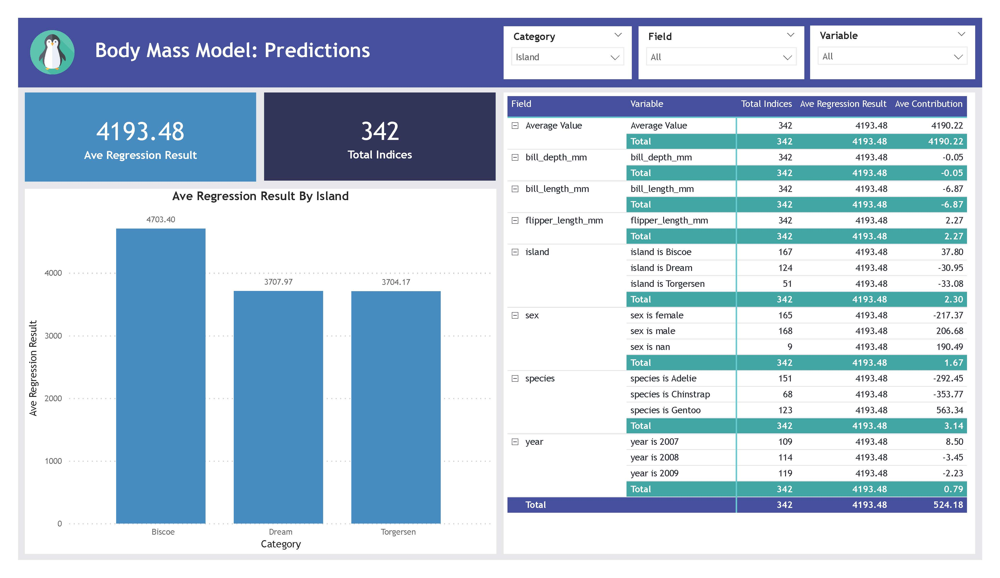 Body Mass Model: Predictions
Category
Island
Field
All
Variable
All
4193.48
Ave Regression Result
342
Total Indices
Ave Regression Result By Island
Ave Regression Result
4000
3000
2000
1000
0
4703.40
3707.97
3704.17
Biscoe
Dream
Torgersen
Category
Field Variable Total Indices Ave Regression Result Ave Contribution
Average Value Average Value 342 4193.48 4190.22
Total 342 4193.48 4190.22
bill_depth_mm bill_depth_mm 342 4193.48 -0.05
Total 342 4193.48 -0.05
bill_length_mm bill_length_mm 342 4193.48 -6.87
Total 342 4193.48 -6.87
flipper_length_mm flipper_length_mm 342 4193.48 2.27
Total 342 4193.48 2.27
island island is Biscoe 167 4193.48 37.80
island is Dream 124 4193.48 -30.95
island is Torgersen 51 4193.48 -33.08
Total 342 4193.48 2.30
sex sex is female 165 4193.48 -217.37
sex is male 168 4193.48 206.68
sex is nan 9 4193.48 190.49
Total 342 4193.48 1.67
species species is Adelie 151 4193.48 -292.45
species is Chinstrap 68 4193.48 -353.77
species is Gentoo 123 4193.48 563.34
Total 342 4193.48 3.14
year year is 2007 109 4193.48 8.50
year is 2008 114 4193.48 -3.45
year is 2009 119 4193.48 -2.23
Total 342 4193.48 0.79
Total 342 4193.48 524.18